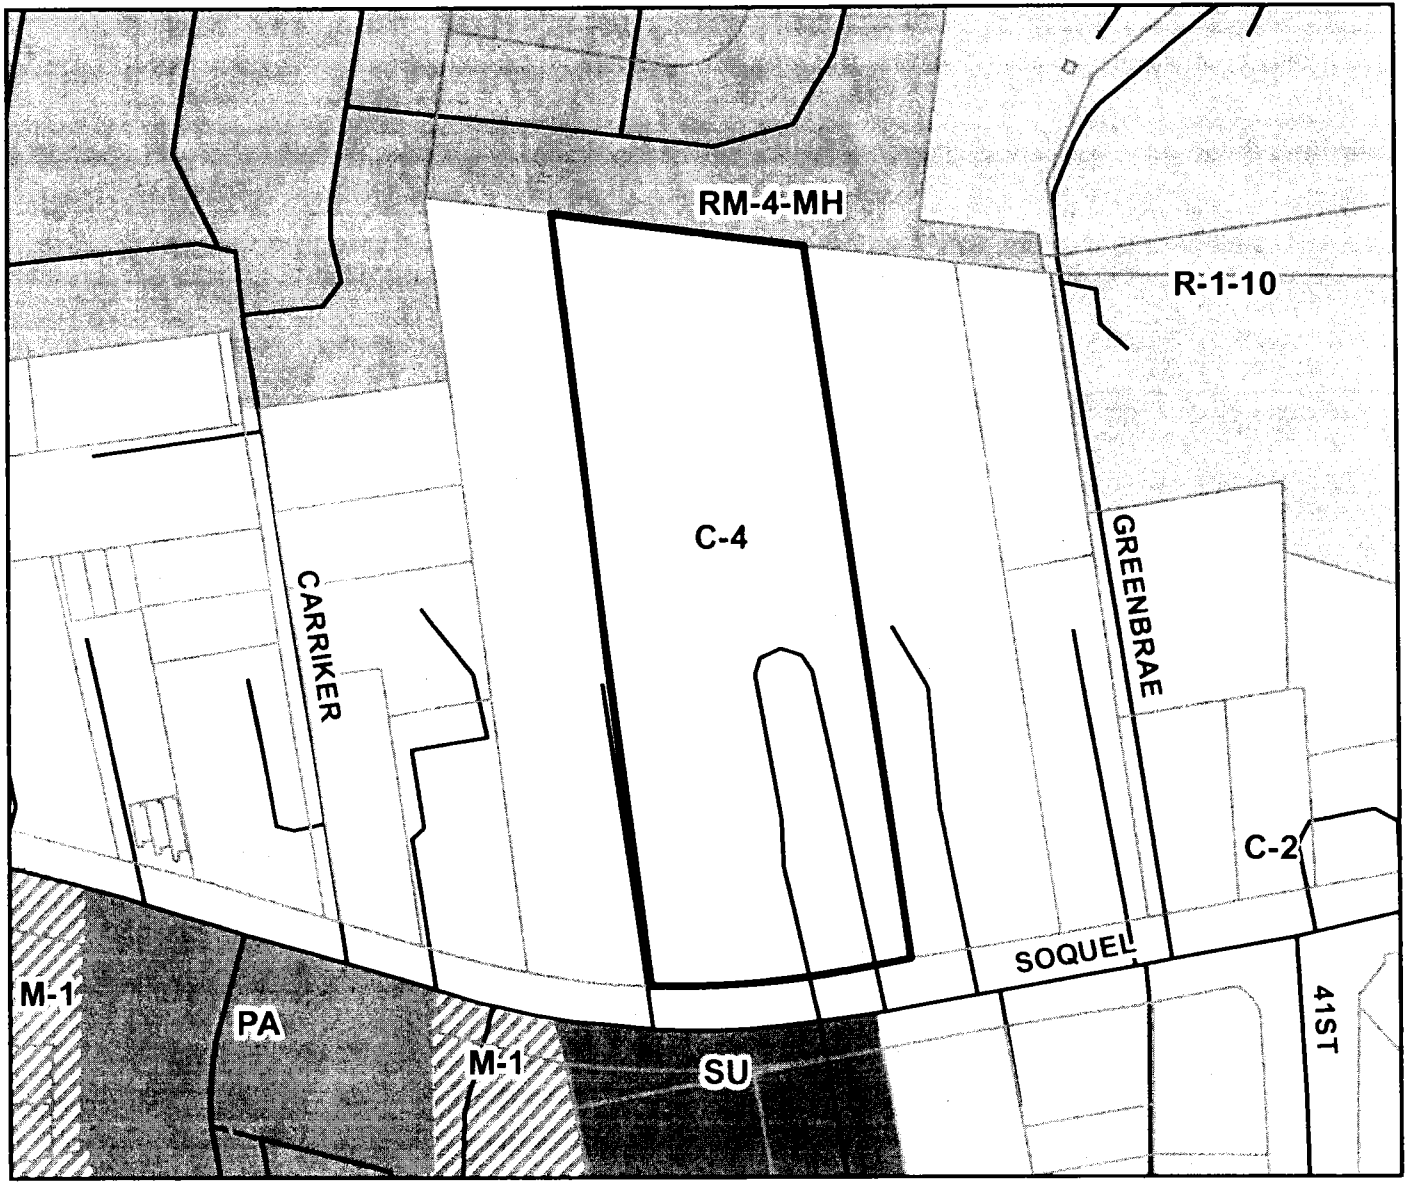 RM-4-MH
R-1-10
C-4
GREENBRAE
CARRIKER
C-2
SOQUEL
M-1
PA
M-1
SU
41ST